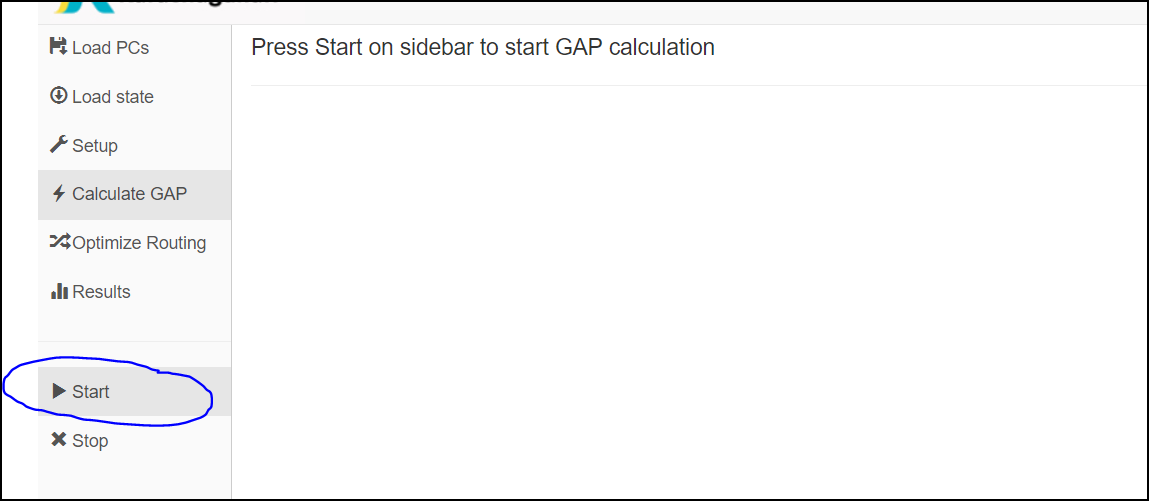 Load PCs
Load state
Setup
Calculate GAP
Optimize Routing
Results
Start
Stop
Press Start on sidebar to start GAP calculation